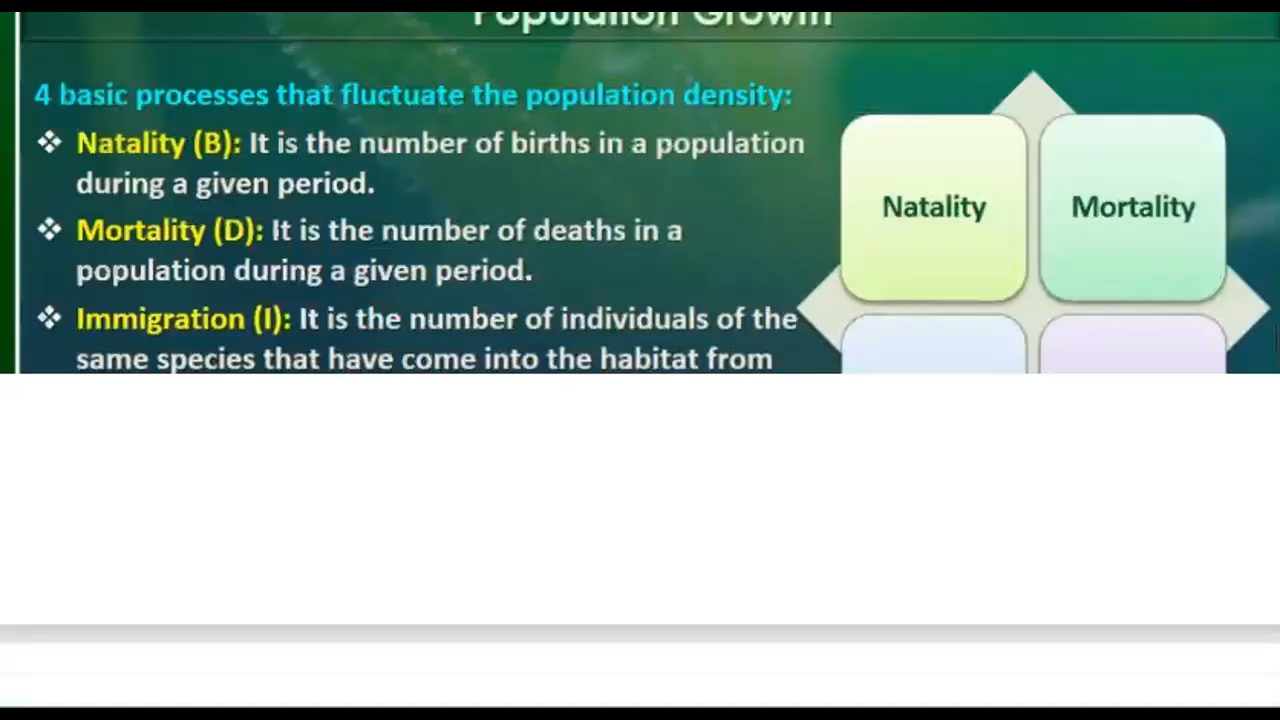 Population Growth
4 basic processes that fluctuate the population density:
❖ Natality (B): It is the number of births in a population
during a given period.
❖ Mortality (D): It is the number of deaths in a
population during a given period.
❖ Immigration (I): It is the number of individuals of the
same species that have come into the habitat from
Natality
Mortality